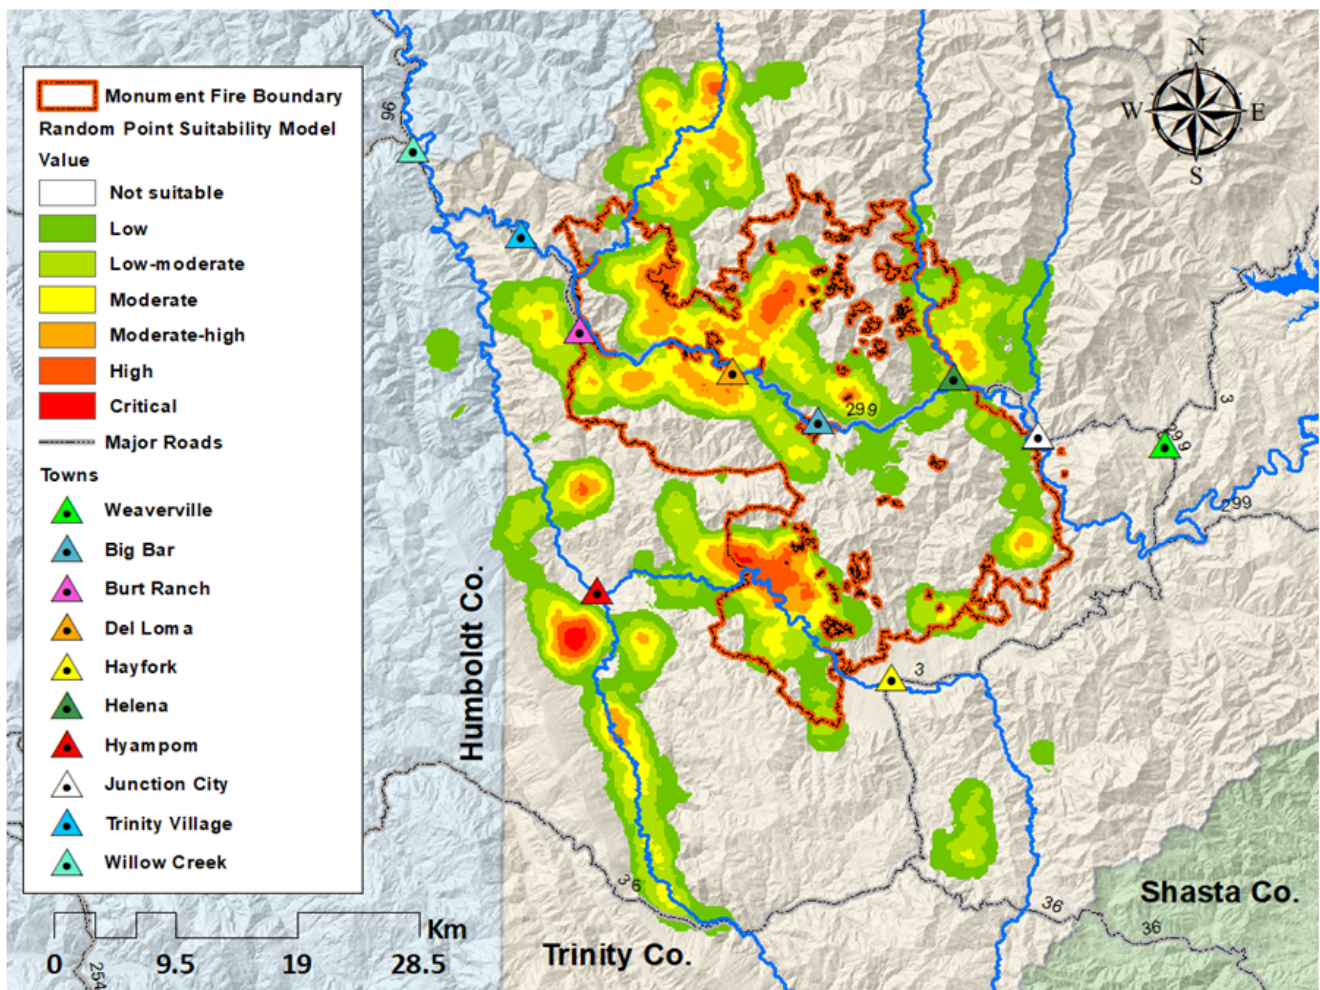 Monument Fire Boundary
Random Point Suitability Model
Value
Not suitable
Low
Low-moderate
Moderate
Moderate-high
High
Critical
Major Roads
Towns
Weaverville
Big Bar
Burt Ranch
Del Loma
Hayfork
Helena
Hyampom
Junction City
Trinity Village
Willow Creek
Km
0 9.5 19 28.5
254
96
N
W E
S
299
3
299
299
3
Humboldt Co.
36
36
36
Trinity Co.
Shasta Co.